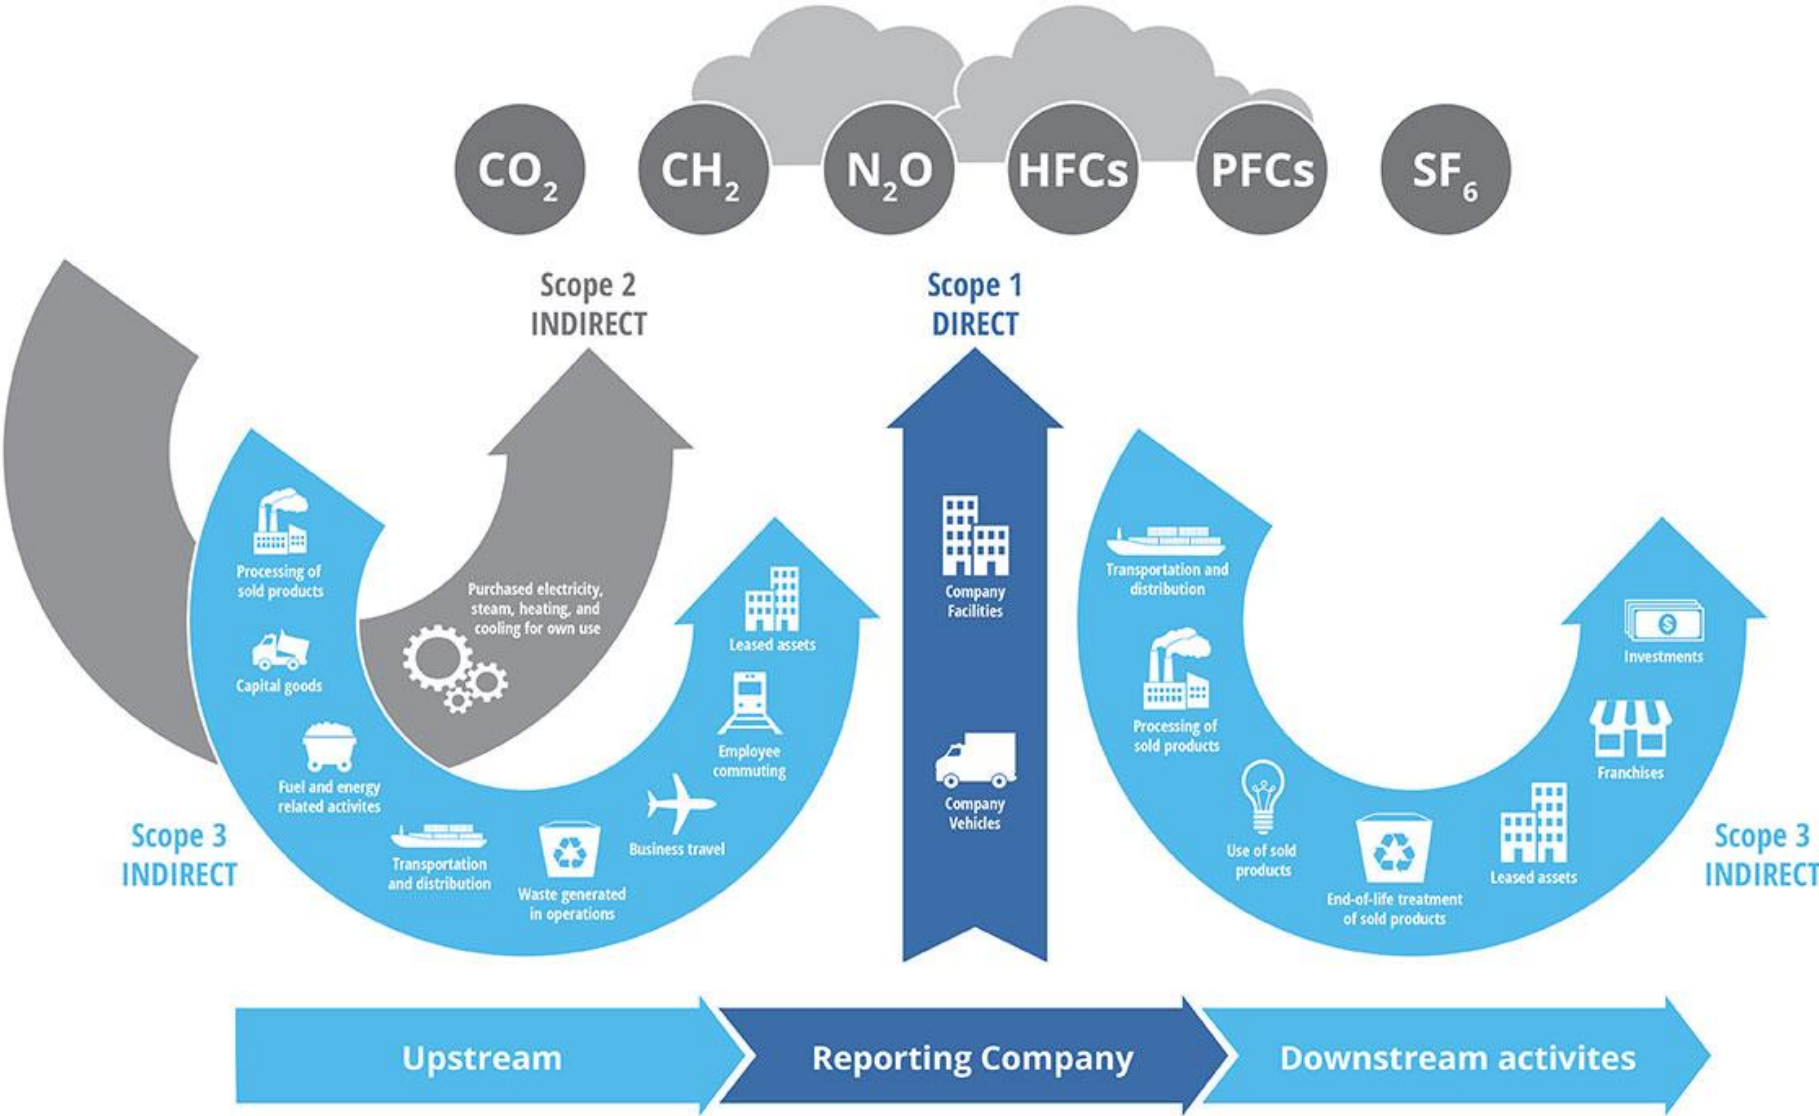 CO₂
CH₂
N₂O
HFCs
PFCs
SF₆
Scope 2
INDIRECT
Scope 1
DIRECT
Processing of
sold products
Capital goods
Fuel and energy
related activites
Transportation
and distribution
Waste generated
in operations
Business travel
Employee
commuting
Leased assets
Purchased electricity,
steam, heating, and
cooling for own use
Scope 3
INDIRECT
Company
Facilities
Company
Vehicles
Transportation and
distribution
Processing of
sold products
Use of sold
products
End-of-life treatment
of sold products
Leased assets
Franchises
Investments
Scope 3
INDIRECT
Upstream
Reporting Company
Downstream activites